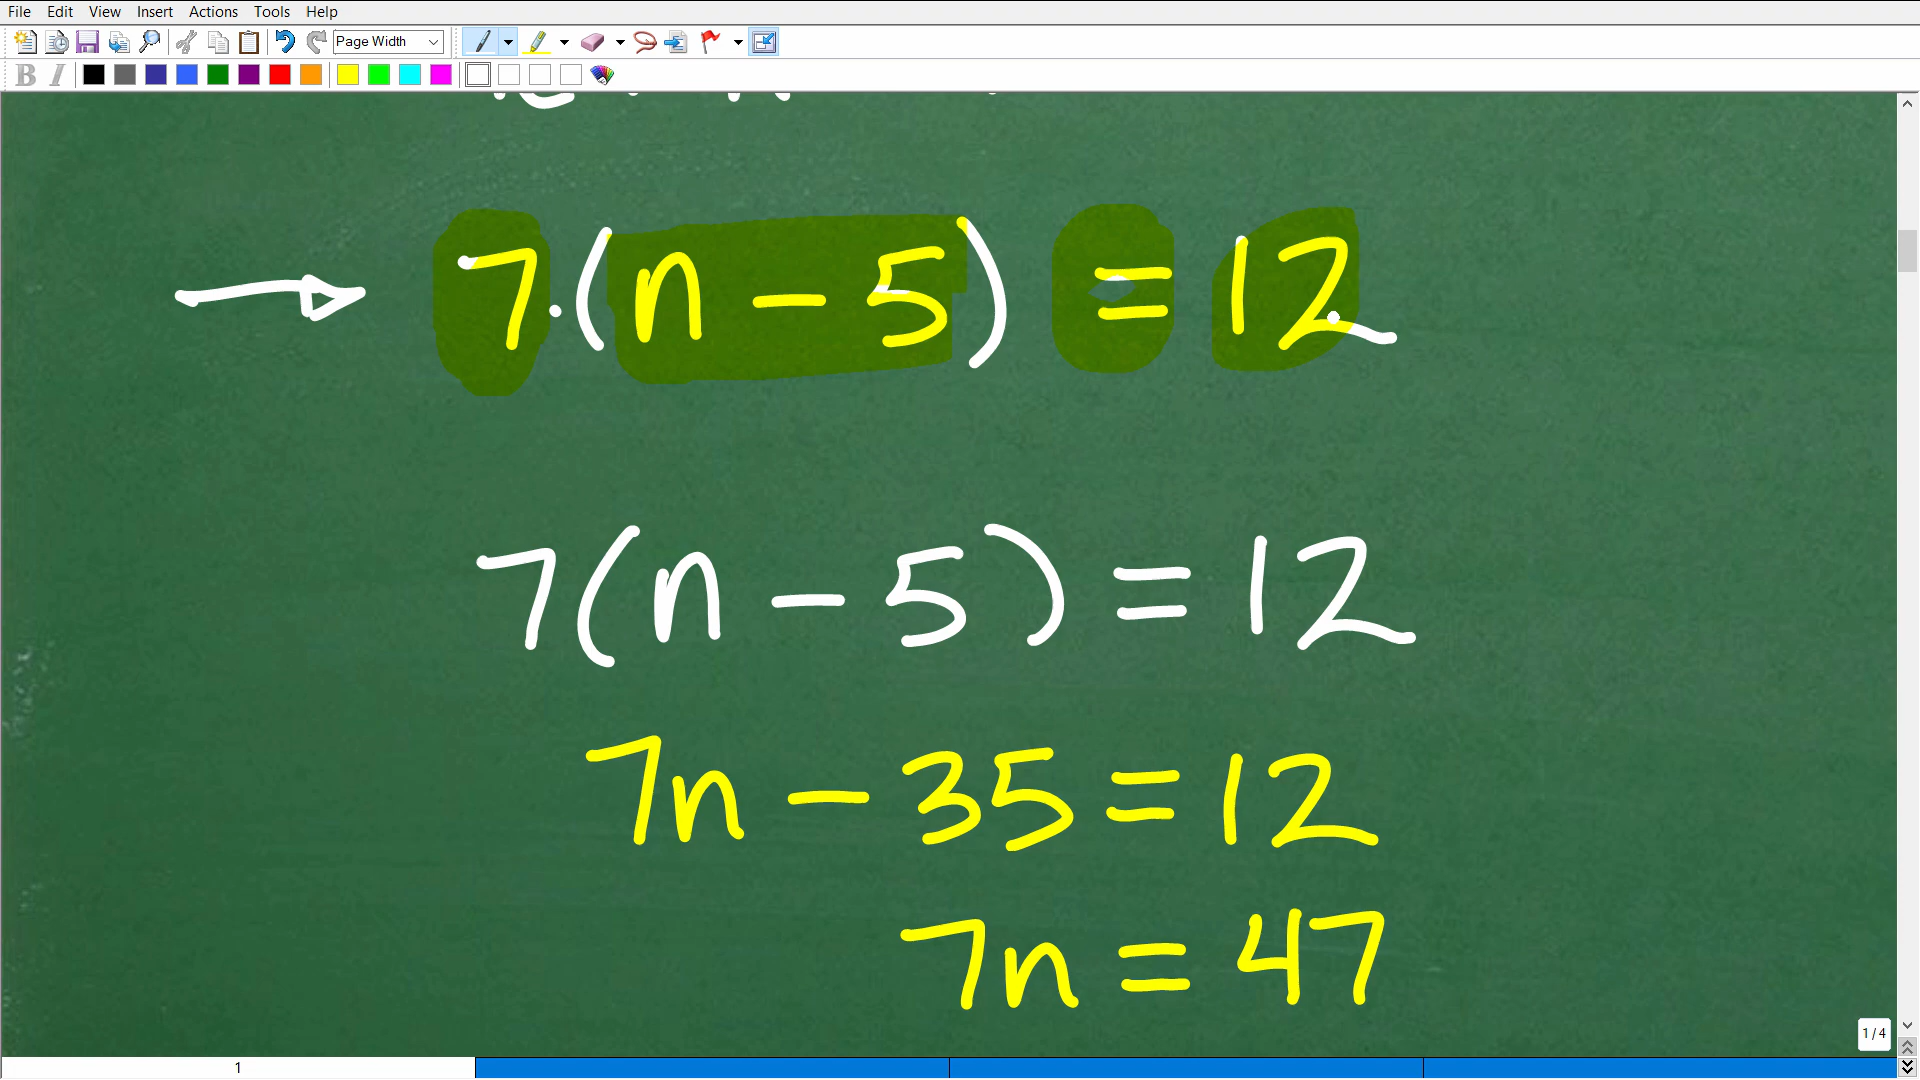 File Edit View Insert Actions Tools Help
Page Width
B I
7·(n - 5) = 12
7(n - 5) = 12
7n - 35 = 12
7n = 47
1 / 4
1